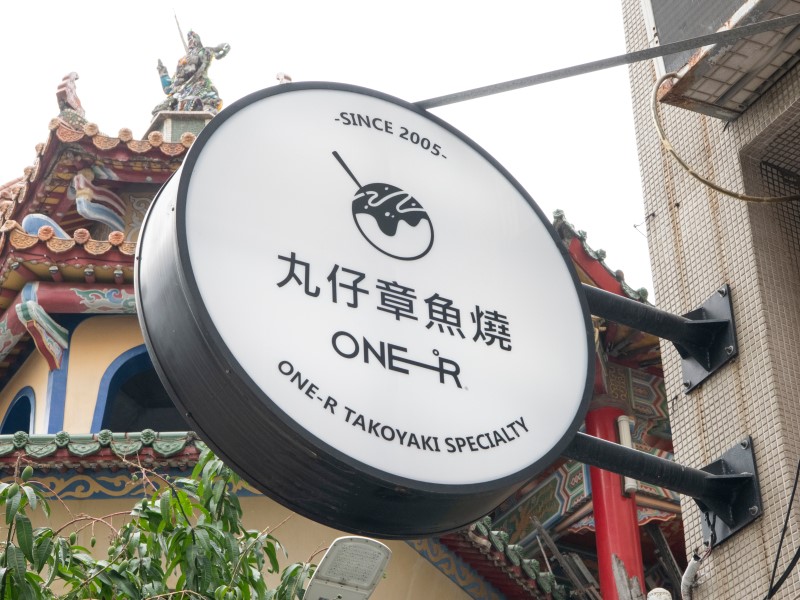 -SINCE 2005-
丸仔章魚燒
ONE-R
ONE-R TAKOYAKI SPECIALTY